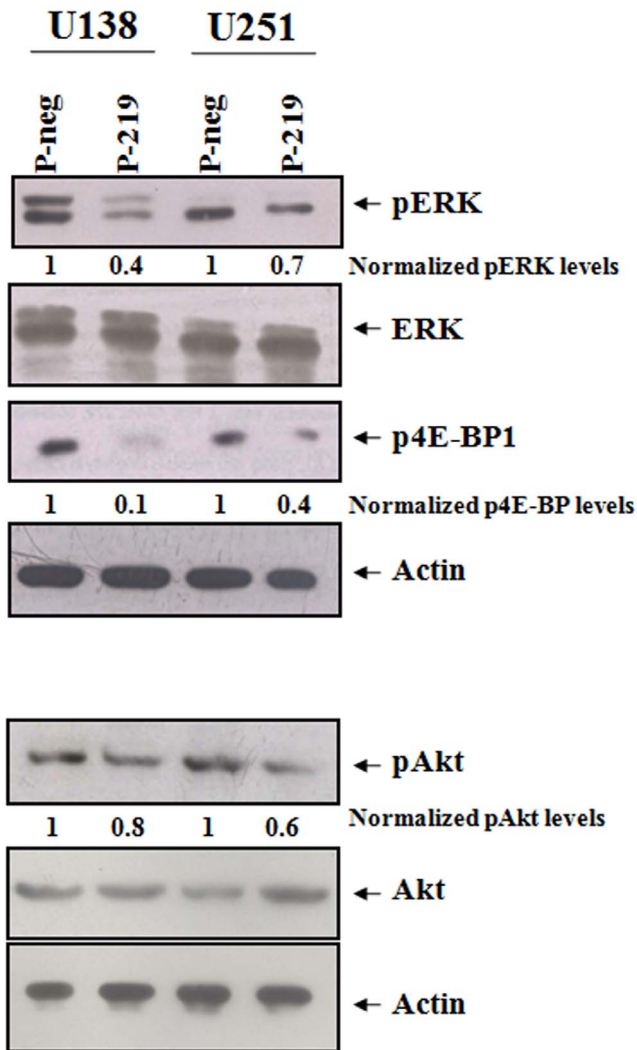 U138 U251
P-neg P-219 P-neg P-219
pERK
1 0.4 1 0.7 Normalized pERK levels
ERK
p4E-BP1
1 0.1 1 0.4 Normalized p4E-BP levels
Actin
pAkt
1 0.8 1 0.6 Normalized pAkt levels
Akt
Actin